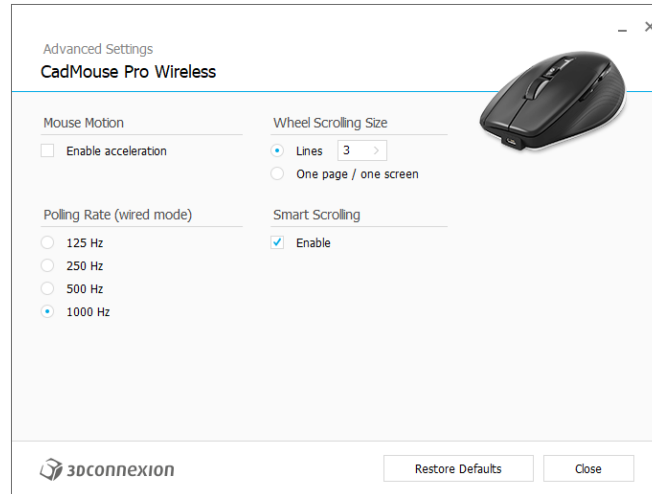 Advanced Settings
CadMouse Pro Wireless
Mouse Motion
Enable acceleration
Wheel Scrolling Size
Lines 3
One page / one screen
Polling Rate (wired mode)
125 Hz
250 Hz
500 Hz
1000 Hz
Smart Scrolling
Enable
3Dconnexion
Restore Defaults
Close